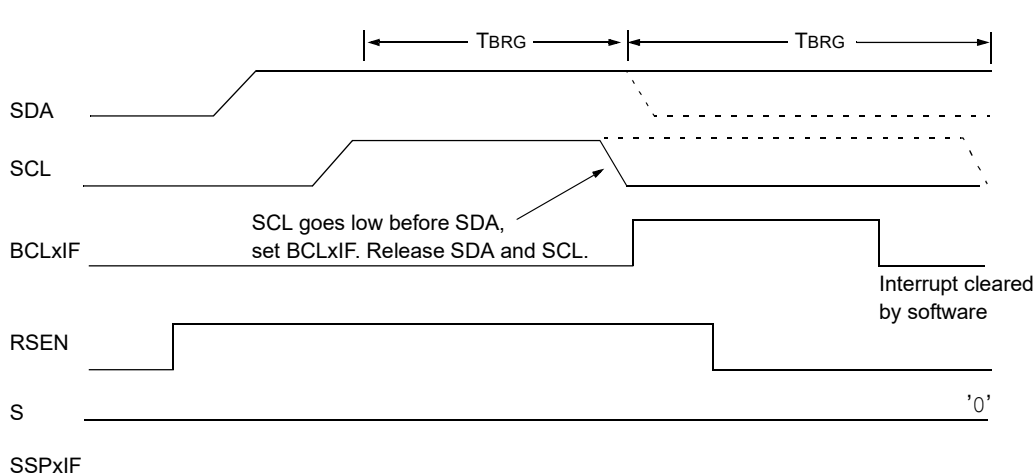 TBRG TBRG
SDA
SCL
SCL goes low before SDA,
set BCLxIF. Release SDA and SCL.
BCLxIF
Interrupt cleared
by software
RSEN
S
'0'
SSPxIF